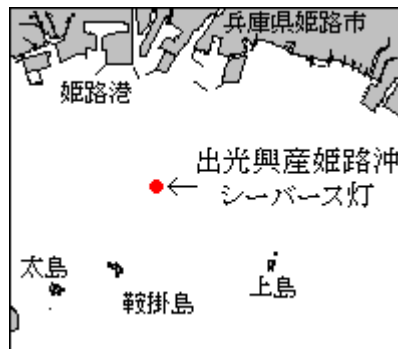 兵庫県姫路市
姫路港
出光興産姫路沖
シーバース灯
太島
鞍掛島
上島